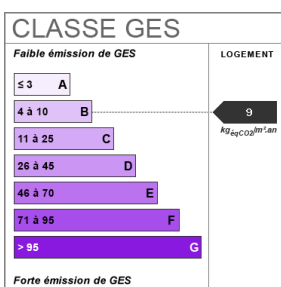 CLASSE GES
Faible émission de GES
LOGEMENT
≤ 3 A
4 à 10 B
9
kgéqCO2/m².an
11 à 25 C
26 à 45 D
46 à 70 E
71 à 95 F
> 95 G
Forte émission de GES